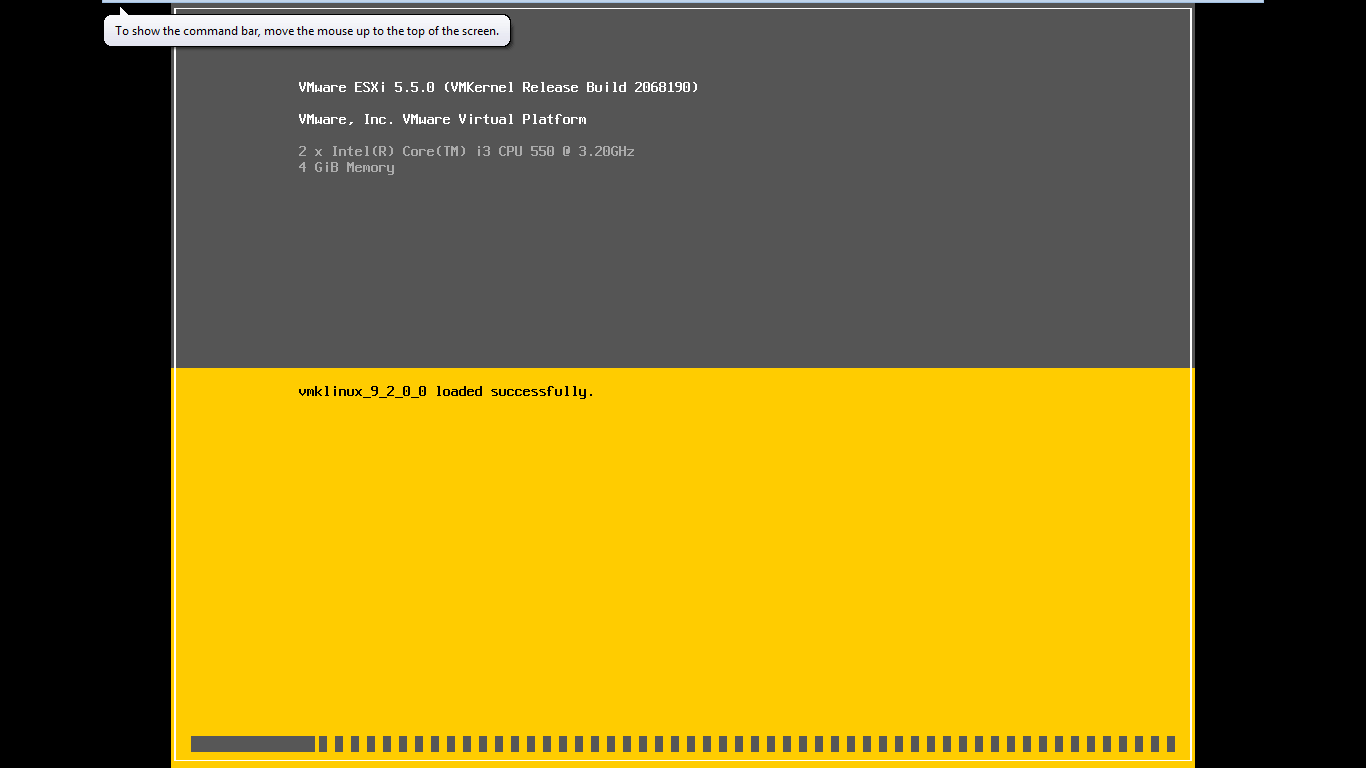 To show the command bar, move the mouse up to the top of the screen.
VMware ESXi 5.5.0 (VMKernel Release Build 2068190)
VMware, Inc. VMware Virtual Platform
2 x Intel(R) Core(TM) i3 CPU 550 @ 3.20GHz
4 GiB Memory
vmklinux_9_2_0_0 loaded successfully.